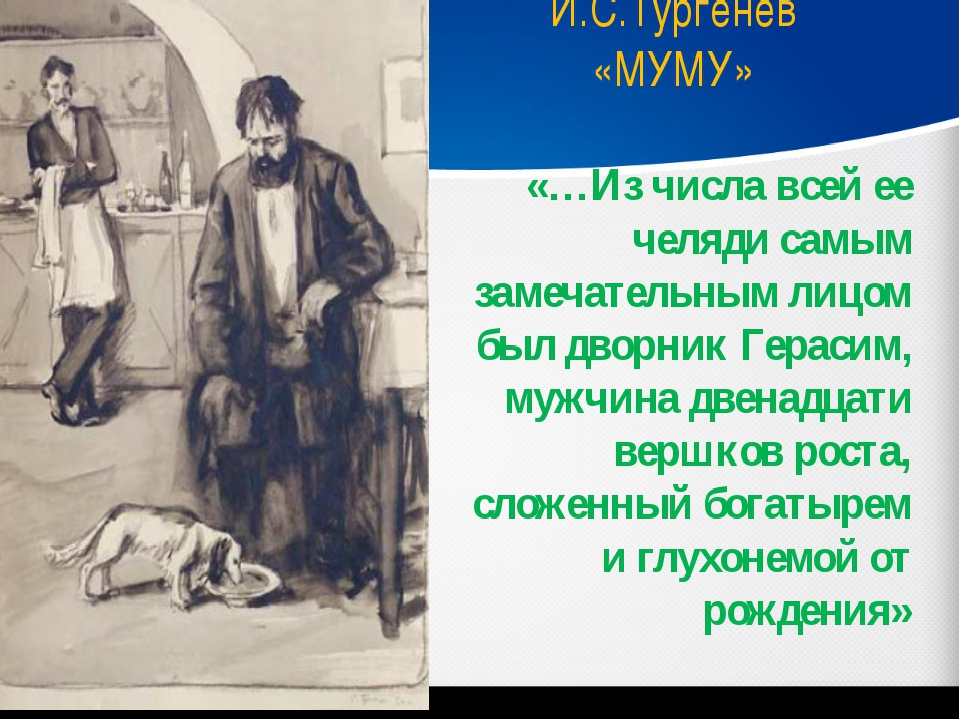 И.С.Тургенев
«МУМУ»
«…Из числа всей ее
челяди самым
замечательным лицом
был дворник Герасим,
мужчина двенадцати
вершков роста,
сложенный богатырем
и глухонемой от
рождения»